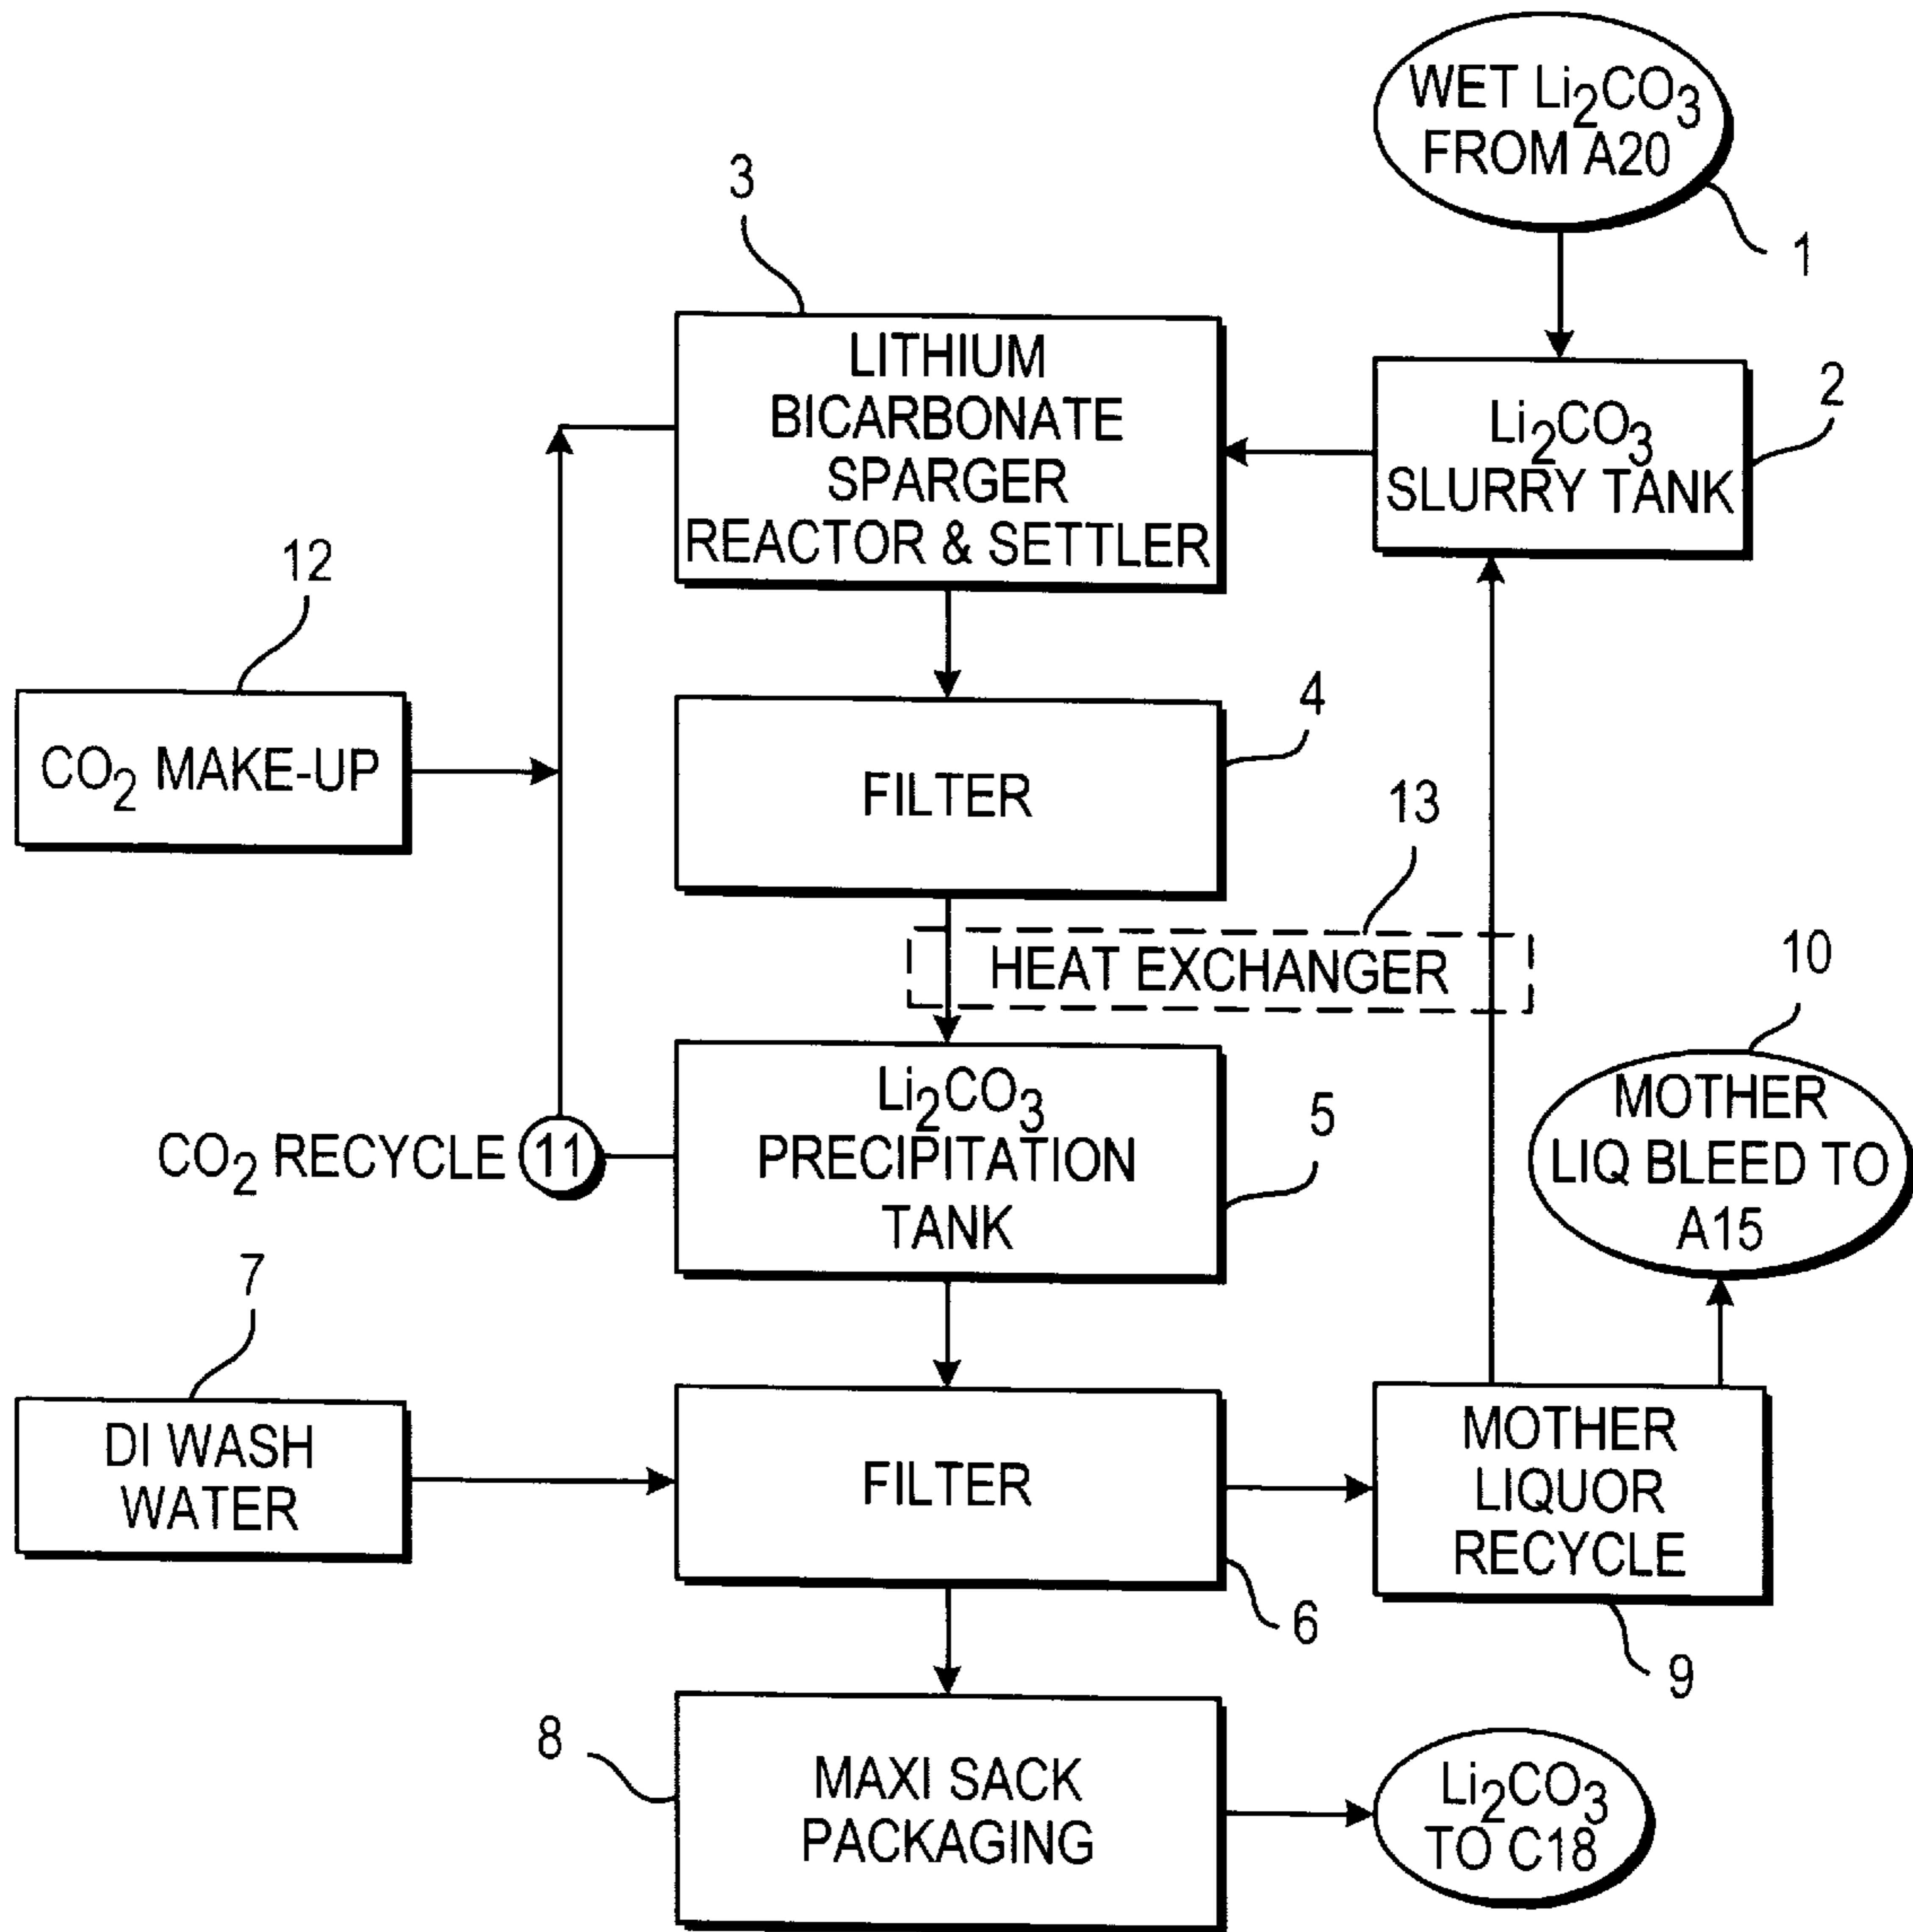 WET Li2CO3
FROM A20
1
3
LITHIUM
BICARBONATE
SPARGER
REACTOR & SETTLER
Li2CO3
SLURRY TANK
2
12
CO2 MAKE-UP
4
FILTER
13
HEAT EXCHANGER
10
MOTHER
LIQ BLEED TO
A15
CO2 RECYCLE 11
Li2CO3
PRECIPITATION
TANK
5
7
DI WASH
WATER
FILTER
6
MOTHER
LIQUOR
RECYCLE
9
8
MAXI SACK
PACKAGING
Li2CO3
TO C18